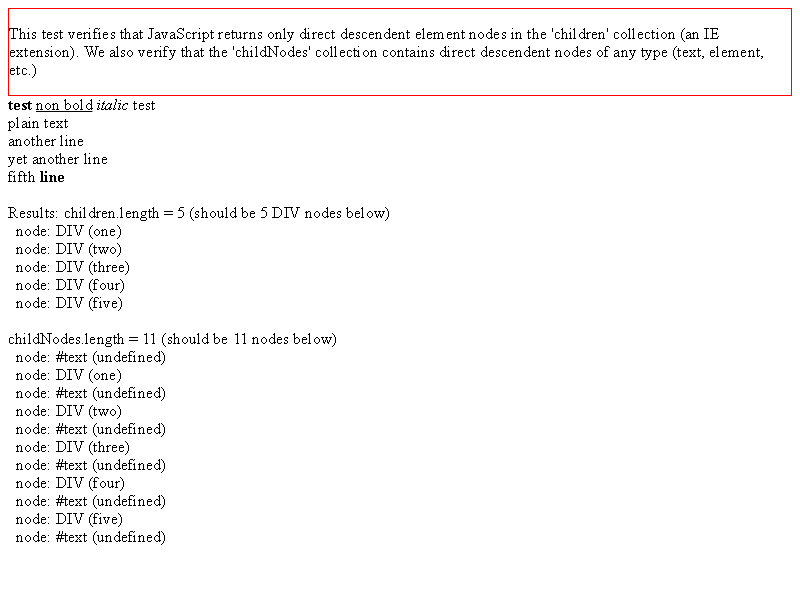 This test verifies that JavaScript returns only direct descendent element nodes in the 'children' collection (an IE
extension). We also verify that the 'childNodes' collection contains direct descendent nodes of any type (text, element,
etc.)
test non bold italic test
plain text
another line
yet another line
fifth line
Results: children.length = 5 (should be 5 DIV nodes below)
node: DIV (one)
node: DIV (two)
node: DIV (three)
node: DIV (four)
node: DIV (five)
childNodes.length = 11 (should be 11 nodes below)
node: #text (undefined)
node: DIV (one)
node: #text (undefined)
node: DIV (two)
node: #text (undefined)
node: DIV (three)
node: #text (undefined)
node: DIV (four)
node: #text (undefined)
node: DIV (five)
node: #text (undefined)